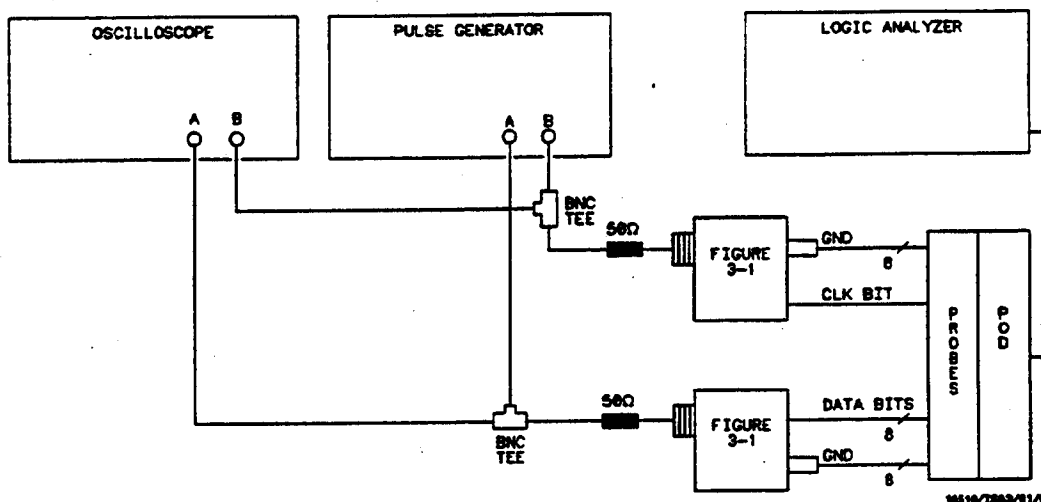 OSCILLOSCOPE
PULSE GENERATOR
LOGIC ANALYZER
A
B
A
B
BNC
TEE
50Ω
FIGURE
3-1
GND
8
CLK BIT
PROBES
POD
50Ω
BNC
TEE
FIGURE
3-1
DATA BITS
8
GND
8